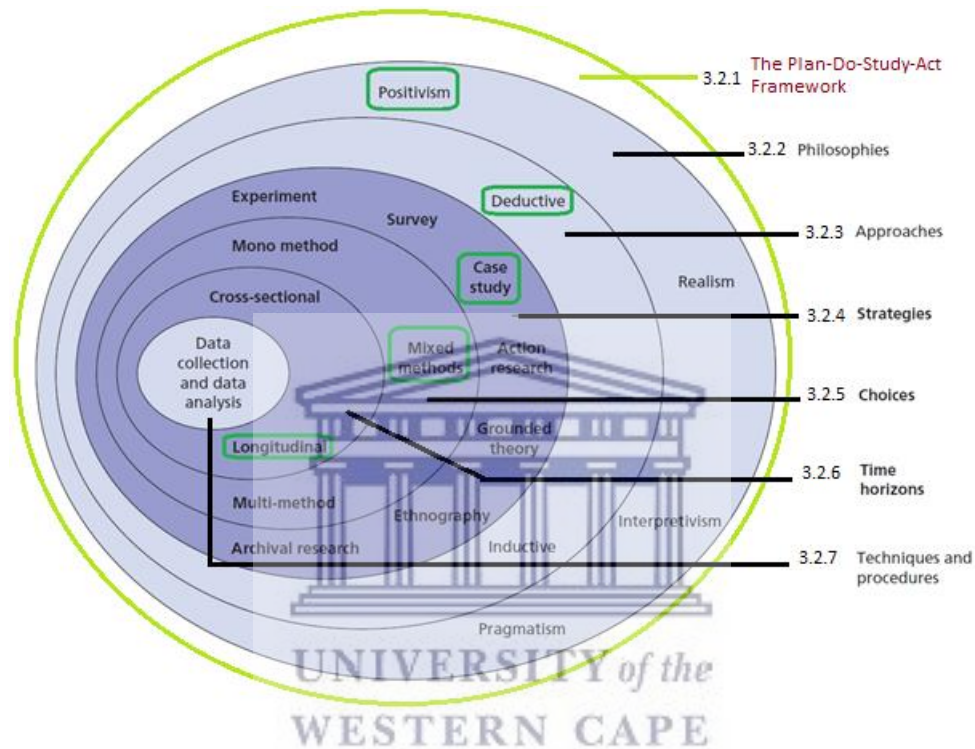 The Plan-Do-Study-Act
3.2.1
Framework
Positivism
3.2.2 Philosophies
Experiment
Deductive
Survey
3.2.3 Approaches
Mono method
Case
study
Realism
Cross-sectional
3.2.4 Strategies
Data
collection
and data
analysis
Mixed
methods
Action
research
3.2.5 Choices
Grounded
theory
Longitudinal
3.2.6 Time
horizons
Multi-method
Ethnography
Interpretivism
Archival research
Inductive
3.2.7 Techniques and
procedures
Pragmatism
UNIVERSITY of the
WESTERN CAPE